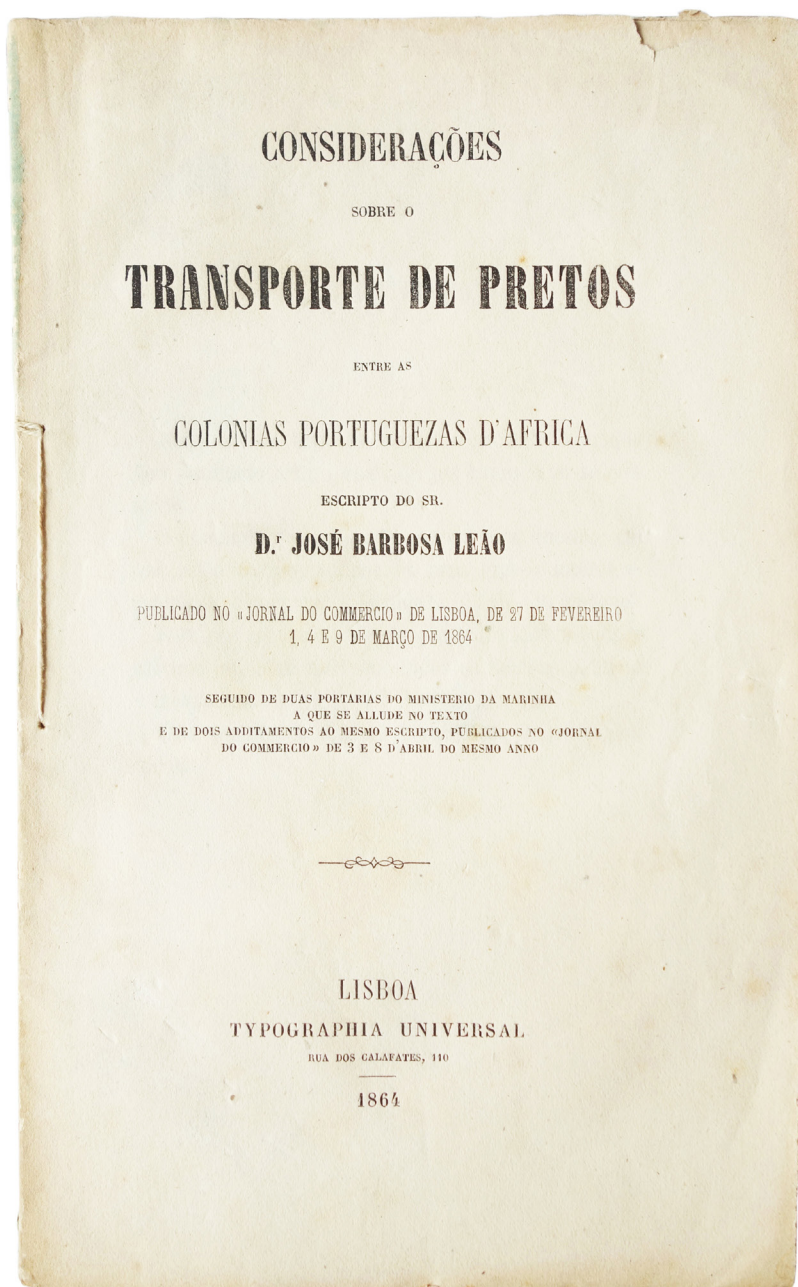 CONSIDERAÇÕES
SOBRE O
TRANSPORTE DE PRETOS
ENTRE AS
COLONIAS PORTUGUEZAS D'AFRICA
ESCRIPTO DO SR.
D.r JOSÉ BARBOSA LEÃO
PUBLICADO NO «JORNAL DO COMMERCIO» DE LISBOA, DE 27 DE FEVEREIRO
1, 4 E 9 DE MARÇO DE 1864
SEGUIDO DE DUAS PORTARIAS DO MINISTERIO DA MARINHA
A QUE SE ALLUDE NO TEXTO
E DE DOIS ADDITAMENTOS AO MESMO ESCRIPTO, PUBLICADOS NO «JORNAL
DO COMMERCIO» DE 3 E 8 D'ABRIL DO MESMO ANNO
LISBOA
TYPOGRAPHIA UNIVERSAL
RUA DOS CALAFATES, 110
1864